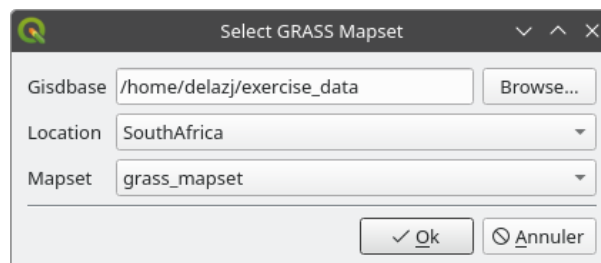 Select GRASS Mapset
Gisdbase /home/delazj/exercise_data Browse...
Location SouthAfrica
Mapset grass_mapset
Ok Annuler